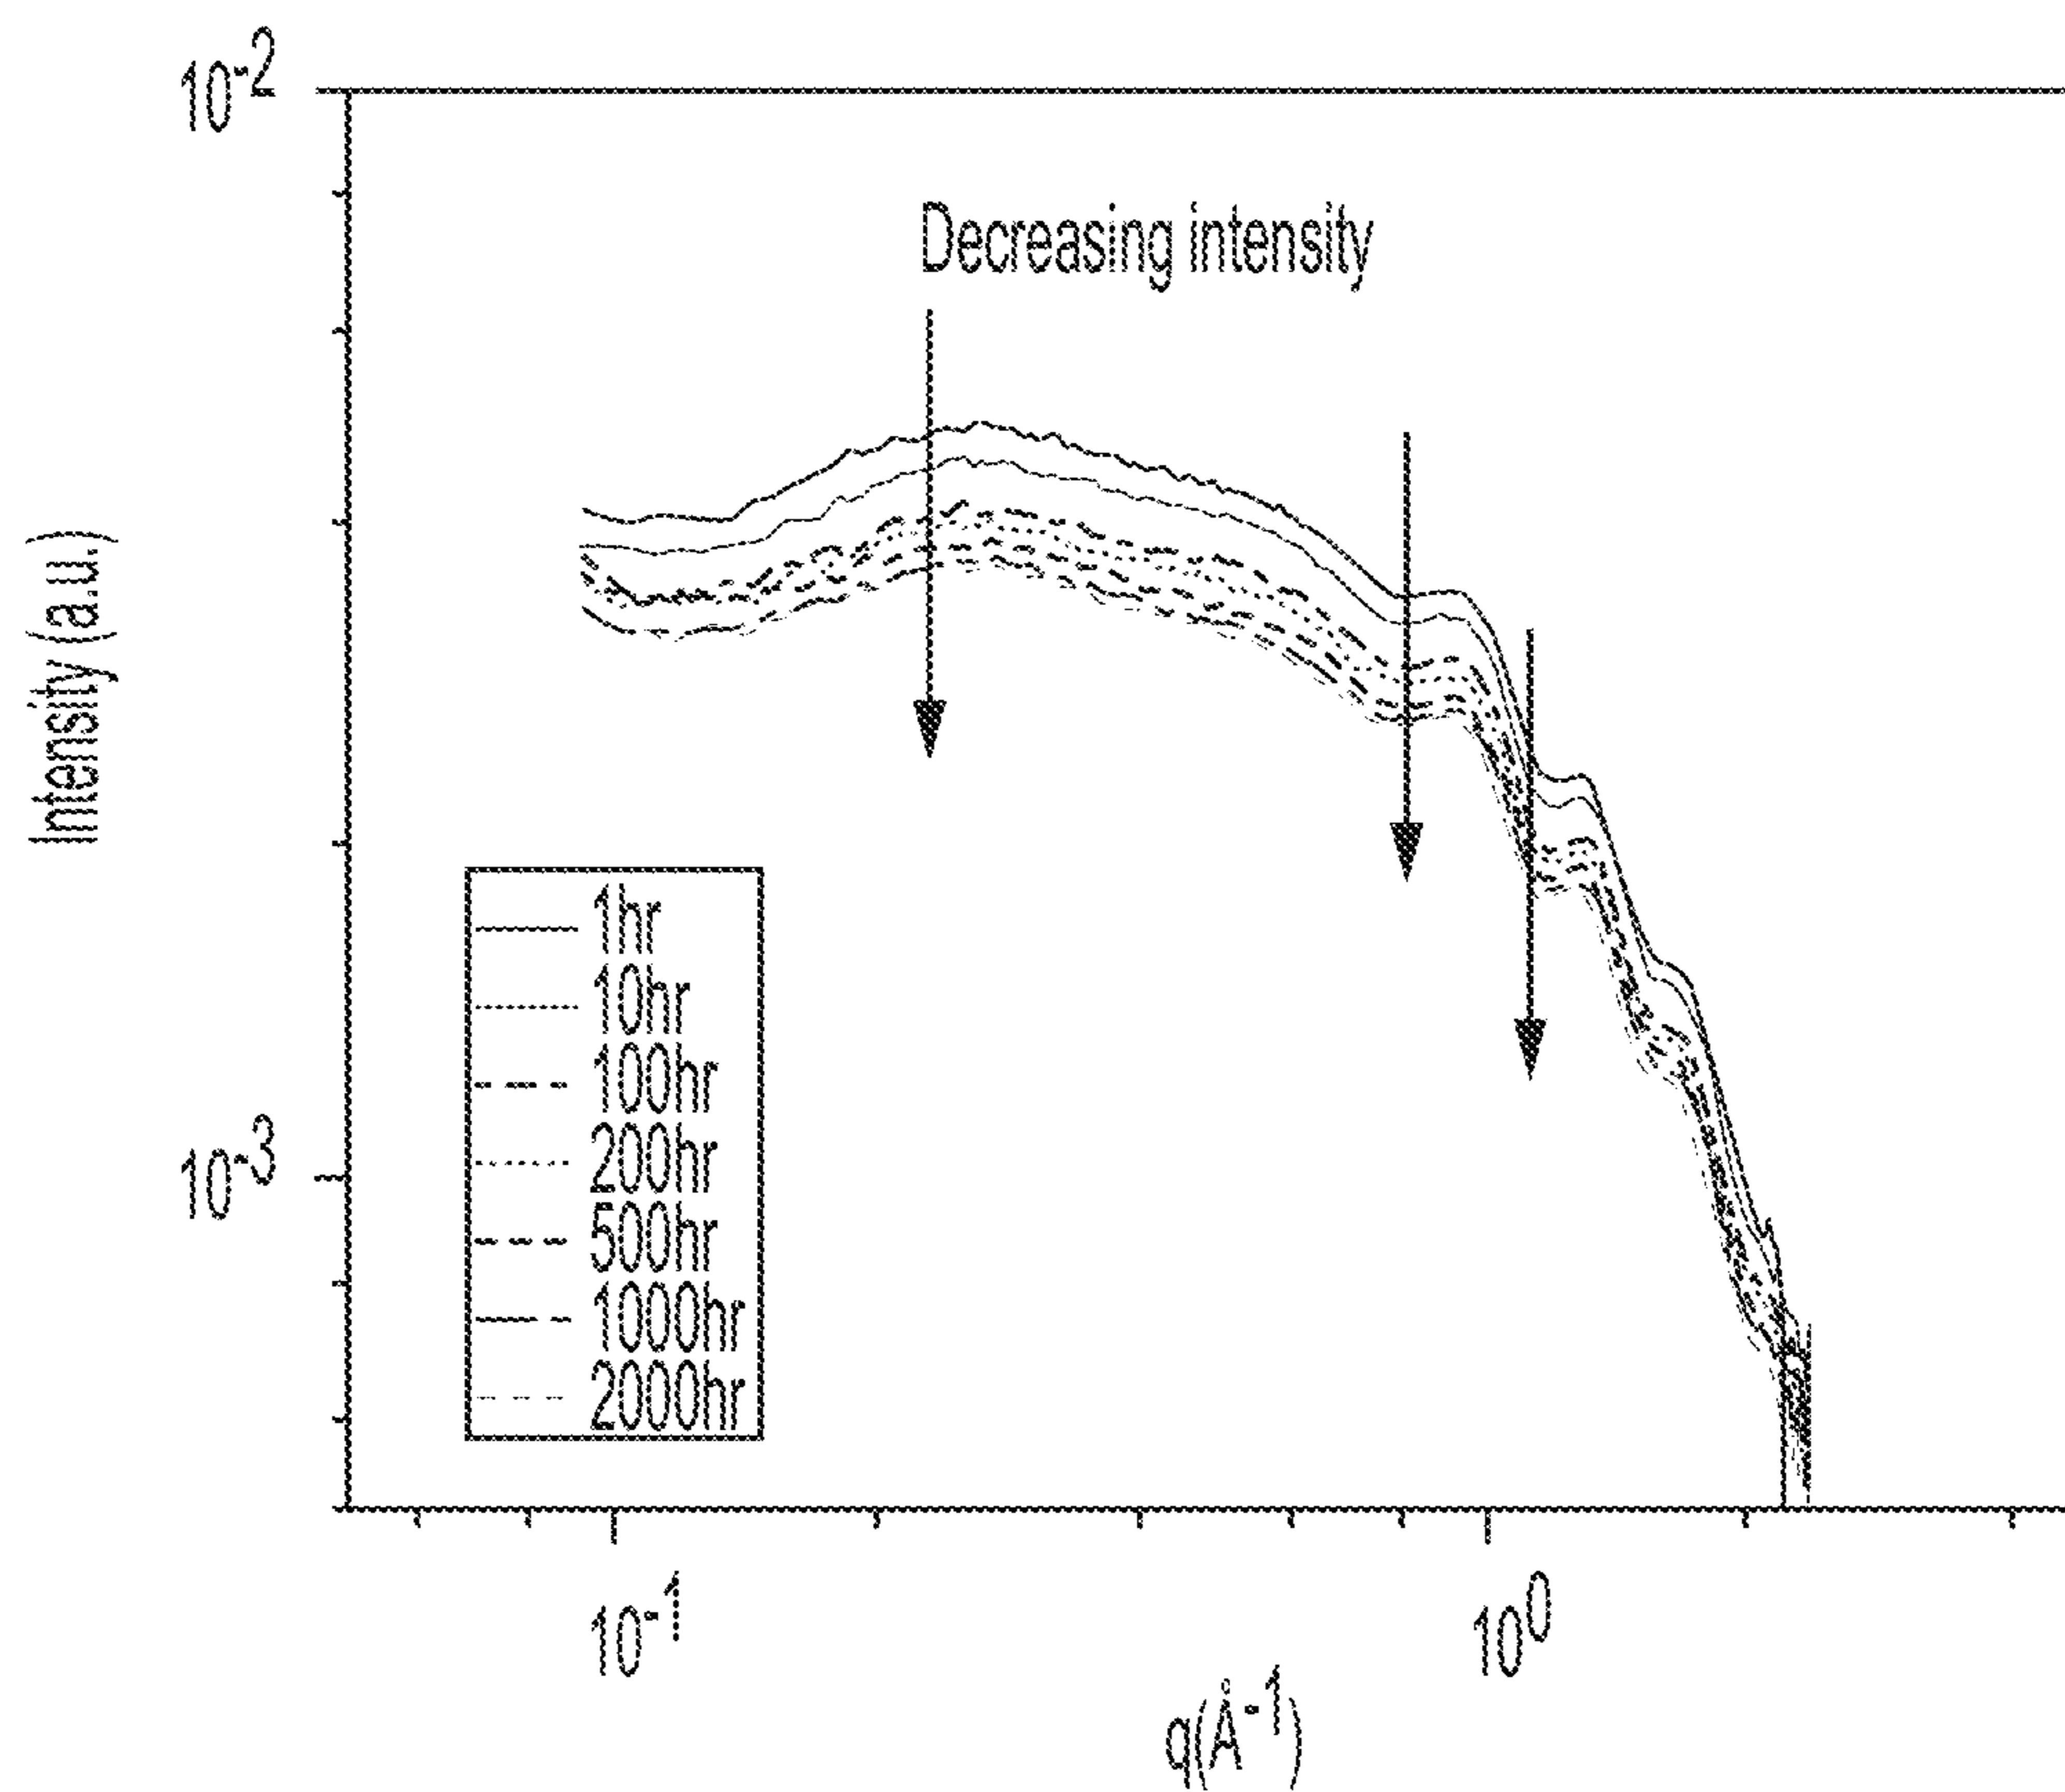 10⁻²
Decreasing intensity
Intensity (a.u.)
1hr
10hr
100hr
200hr
500hr
1000hr
2000hr
10⁻³
10⁻¹
10⁰
q(Å⁻¹)